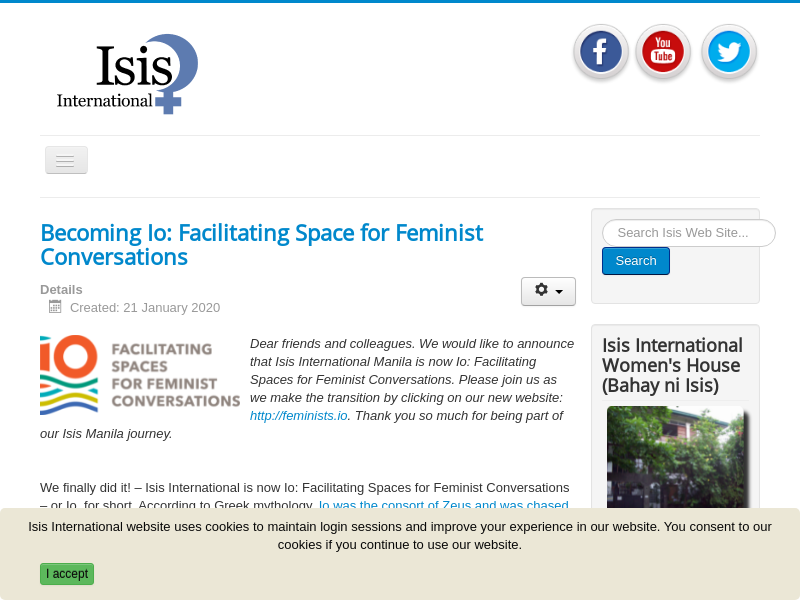 Isis
International
You
Tube
Becoming Io: Facilitating Space for Feminist
Conversations
Details
Created: 21 January 2020
iO FACILITATING
SPACES
FOR FEMINIST
CONVERSATIONS
Dear friends and colleagues. We would like to announce
that Isis International Manila is now Io: Facilitating
Spaces for Feminist Conversations. Please join us as
we make the transition by clicking on our new website:
http://feminists.io. Thank you so much for being part of
our Isis Manila journey.
We finally did it! – Isis International is now Io: Facilitating Spaces for Feminist Conversations
– or Io, for short. According to Greek mythology, Io was the consort of Zeus and was chased
Search Isis Web Site...
Search
Isis International
Women's House
(Bahay ni Isis)
Isis International website uses cookies to maintain login sessions and improve your experience in our website. You consent to our
cookies if you continue to use our website.
I accept